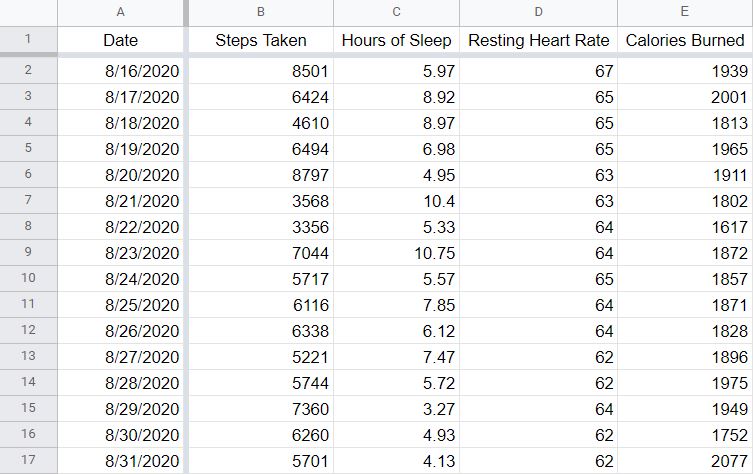 A B C D E
1 Date Steps Taken Hours of Sleep Resting Heart Rate Calories Burned
2 8/16/2020 8501 5.97 67 1939
3 8/17/2020 6424 8.92 65 2001
4 8/18/2020 4610 8.97 65 1813
5 8/19/2020 6494 6.98 65 1965
6 8/20/2020 8797 4.95 63 1911
7 8/21/2020 3568 10.4 63 1802
8 8/22/2020 3356 5.33 64 1617
9 8/23/2020 7044 10.75 64 1872
10 8/24/2020 5717 5.57 65 1857
11 8/25/2020 6116 7.85 64 1871
12 8/26/2020 6338 6.12 64 1828
13 8/27/2020 5221 7.47 62 1896
14 8/28/2020 5744 5.72 62 1975
15 8/29/2020 7360 3.27 64 1949
16 8/30/2020 6260 4.93 62 1752
17 8/31/2020 5701 4.13 62 2077